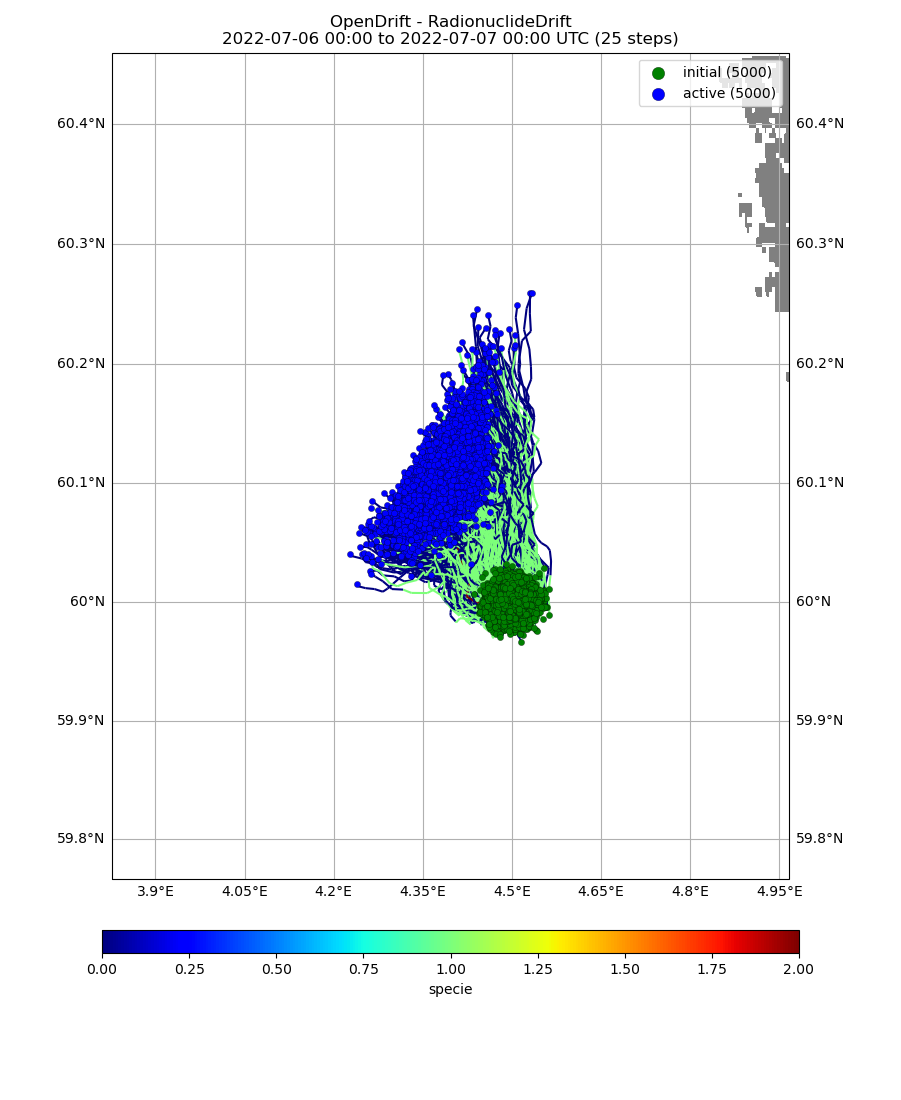 OpenDrift - RadionuclideDrift
2022-07-06 00:00 to 2022-07-07 00:00 UTC (25 steps)
initial (5000)
active (5000)
60.4°N 60.4°N
60.3°N 60.3°N
60.2°N 60.2°N
60.1°N 60.1°N
60°N 60°N
59.9°N 59.9°N
59.8°N 59.8°N
3.9°E 4.05°E 4.2°E 4.35°E 4.5°E 4.65°E 4.8°E 4.95°E
0.00 0.25 0.50 0.75 1.00 1.25 1.50 1.75 2.00
specie